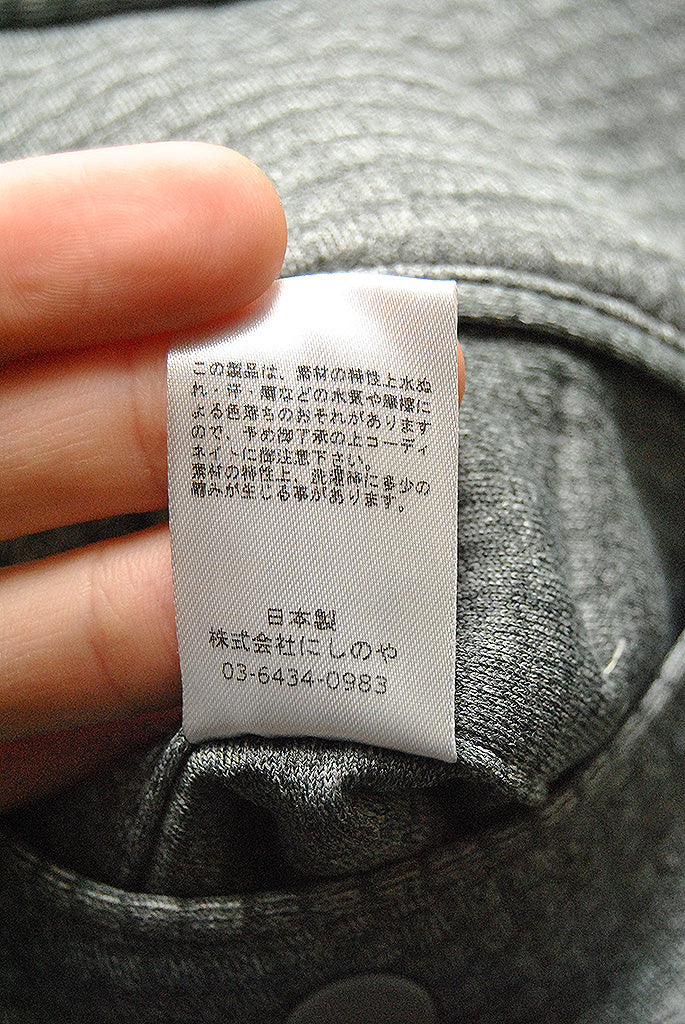 この製品は、素材の特性上水ぬ
れ・汗・雨などの水気や摩擦に
よる色落ちのおそれがあります
ので、予め御了承の上コーディ
ネイトに御注意下さい。
素材の特性上、洗濯時に多少の
縮みが生じる事があります。
日本製
株式会社にしのや
03-6434-0983